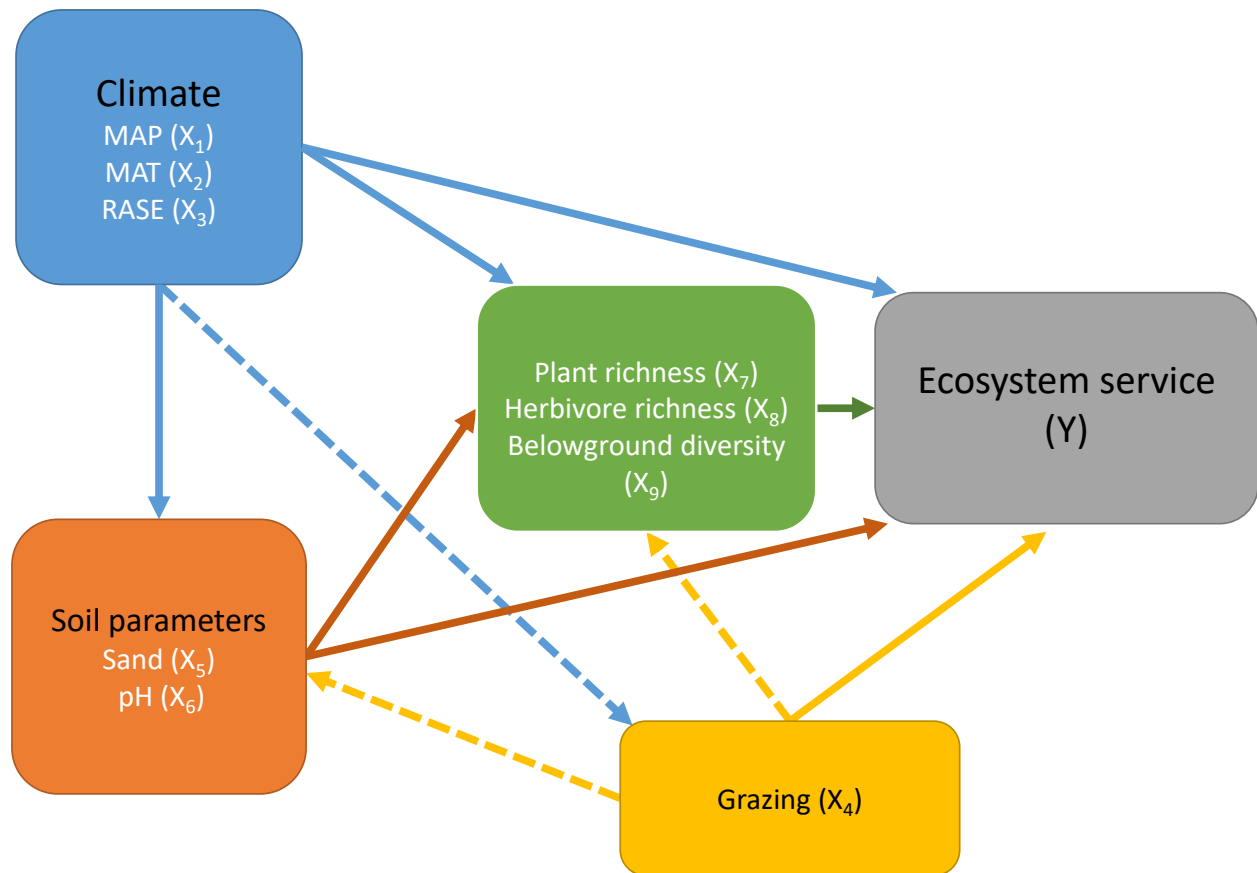 Climate
MAP (X₁)
MAT (X₂)
RASE (X₃)
Plant richness (X₇)
Herbivore richness (X₈)
Belowground diversity
(X₉)
Ecosystem service
(Y)
Soil parameters
Sand (X₅)
pH (X₆)
Grazing (X₄)